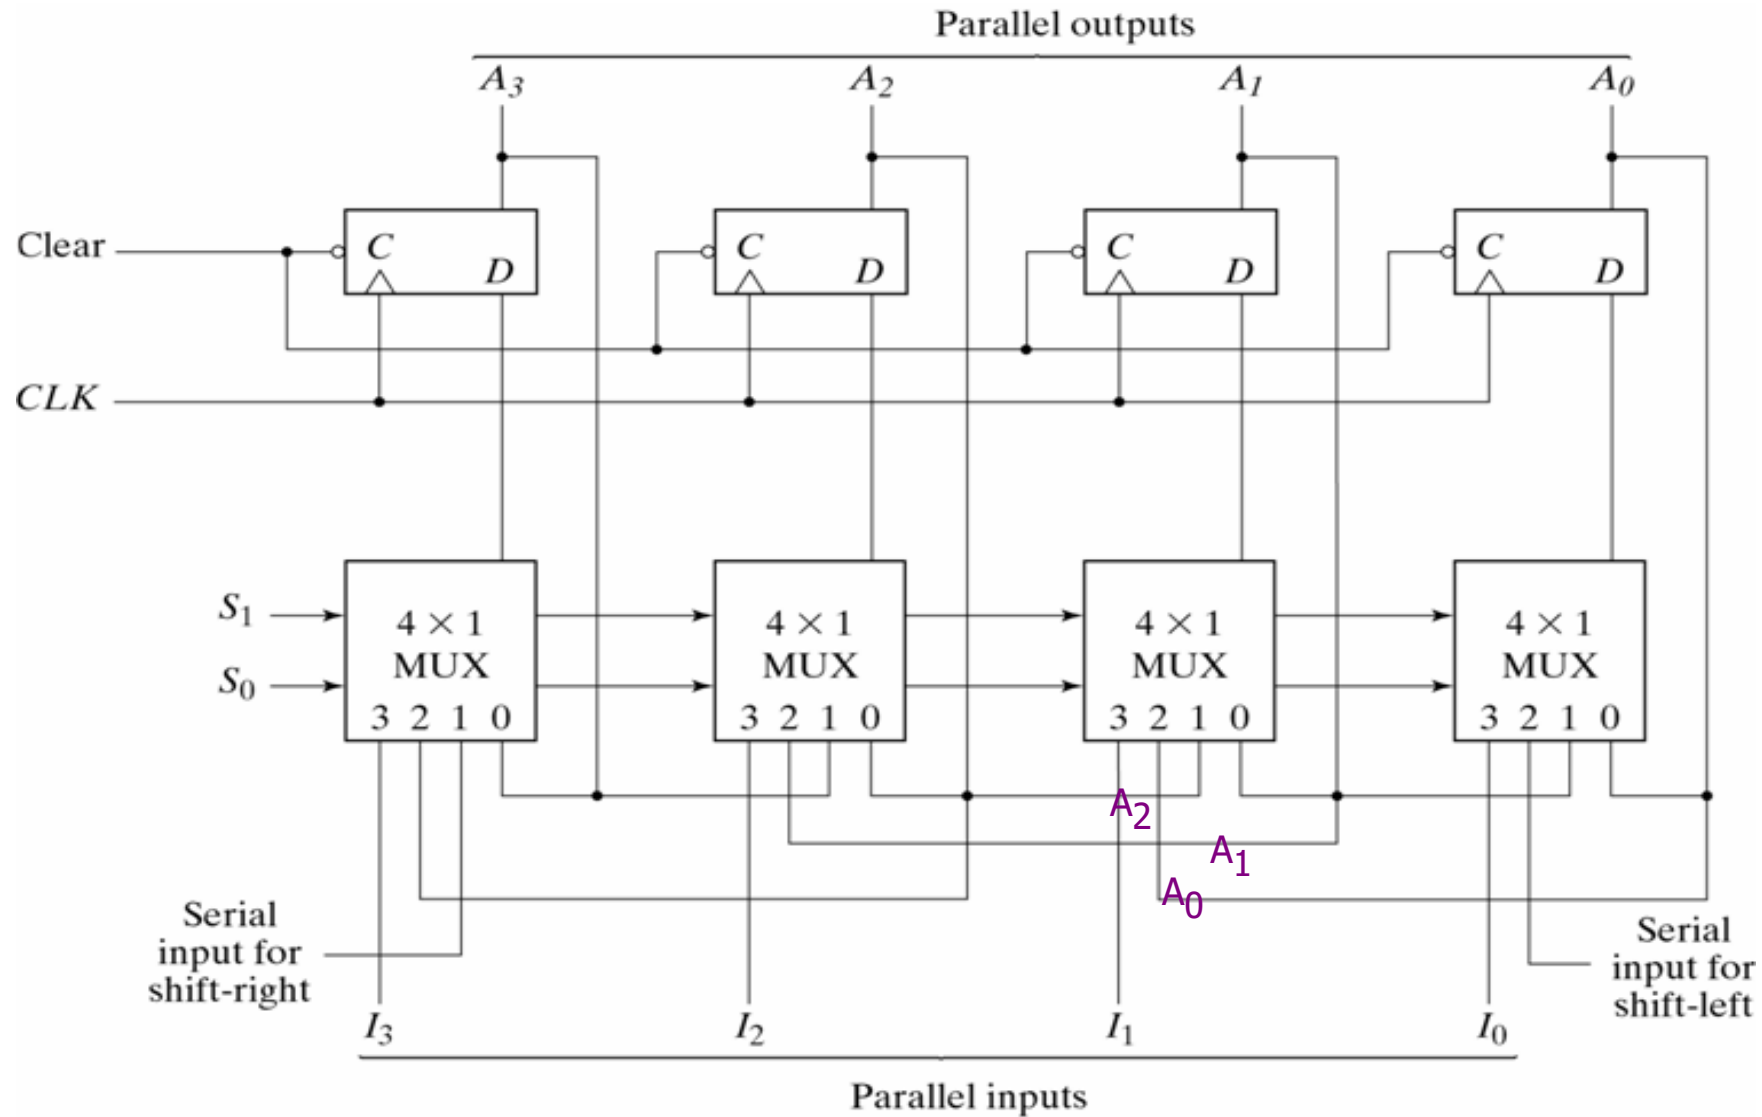 Parallel outputs
A3 A2 A1 A0
Clear C D C D C D C D
CLK
S1 4 × 1 4 × 1 4 × 1 4 × 1
MUX MUX MUX MUX
S0
3 2 1 0 3 2 1 0 3 2 1 0 3 2 1 0
A2
A1
A0
Serial
input for
shift-right
Serial
input for
shift-left
I3 I2 I1 I0
Parallel inputs